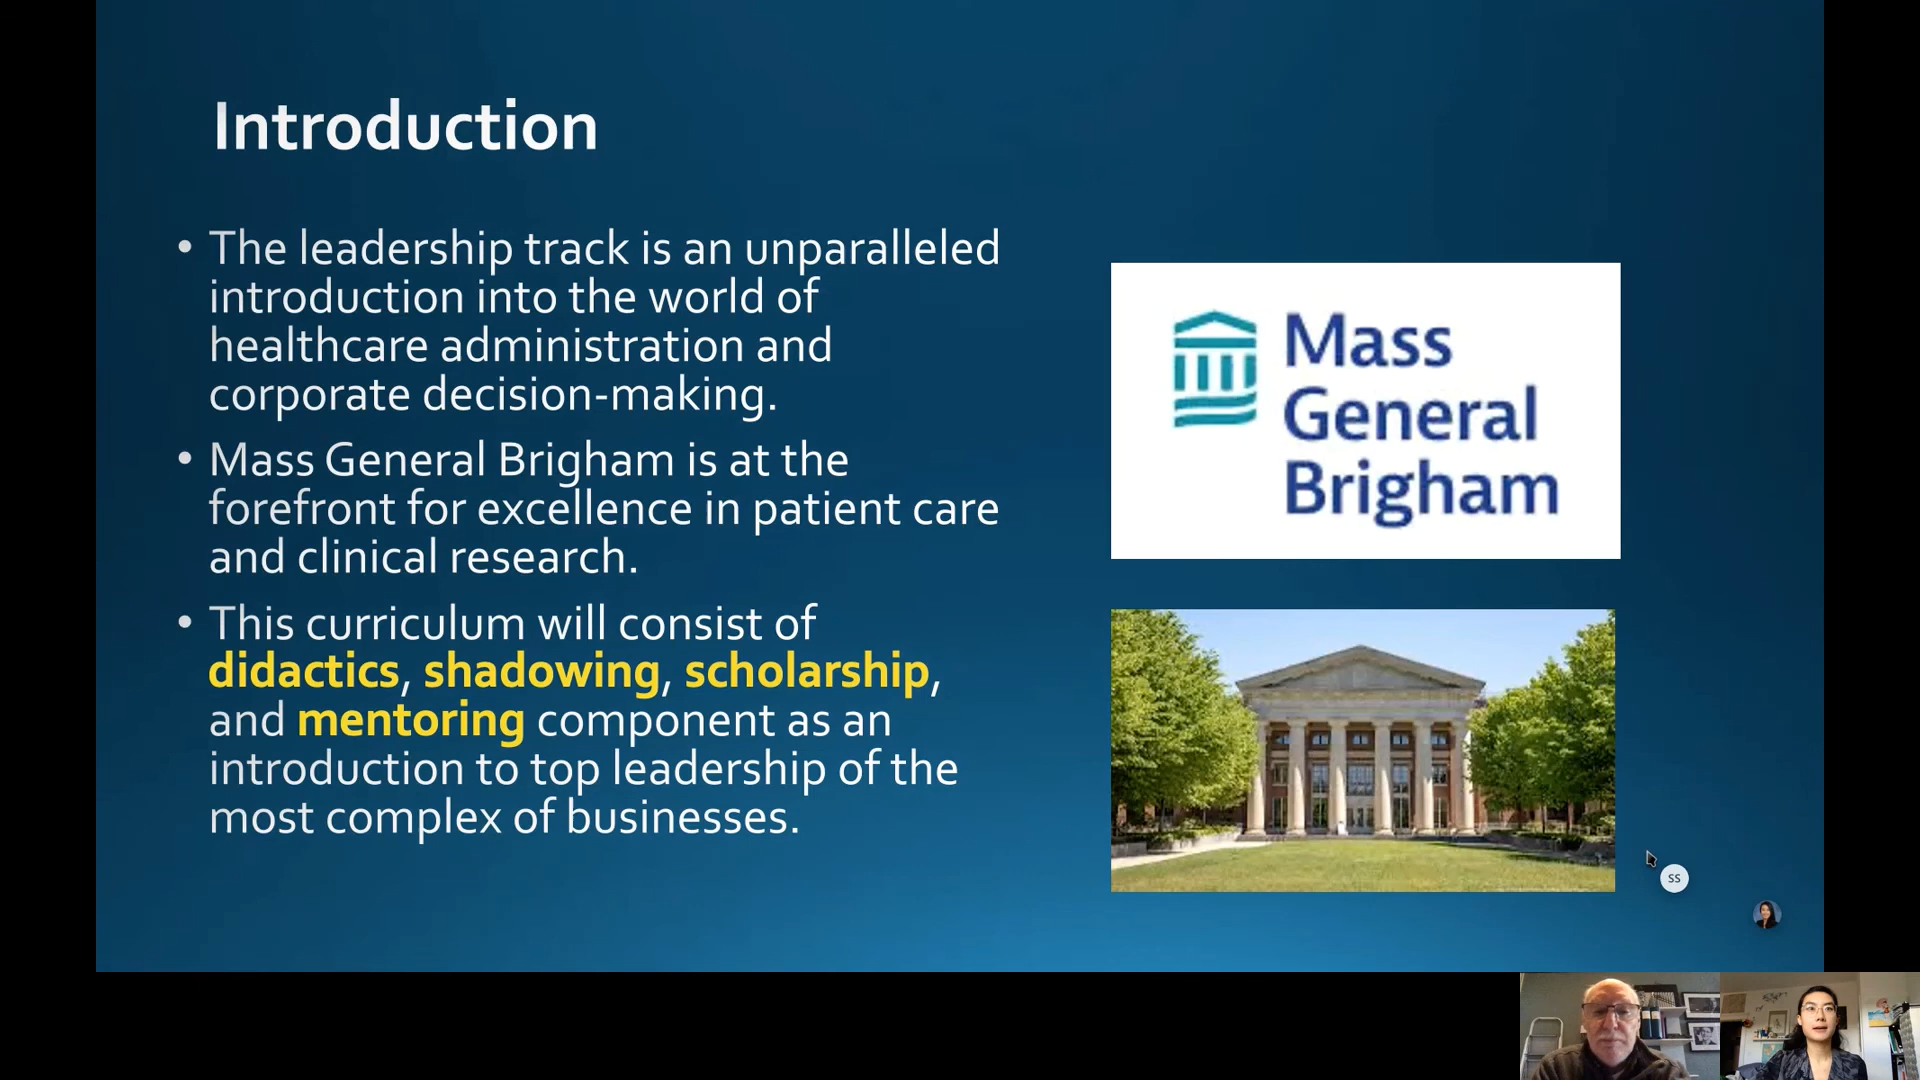 Introduction
• The leadership track is an unparalleled
introduction into the world of
healthcare administration and
corporate decision-making.
• Mass General Brigham is at the
forefront for excellence in patient care
and clinical research.
• This curriculum will consist of
didactics, shadowing, scholarship,
and mentoring component as an
introduction to top leadership of the
most complex of businesses.
Mass
General
Brigham
SS